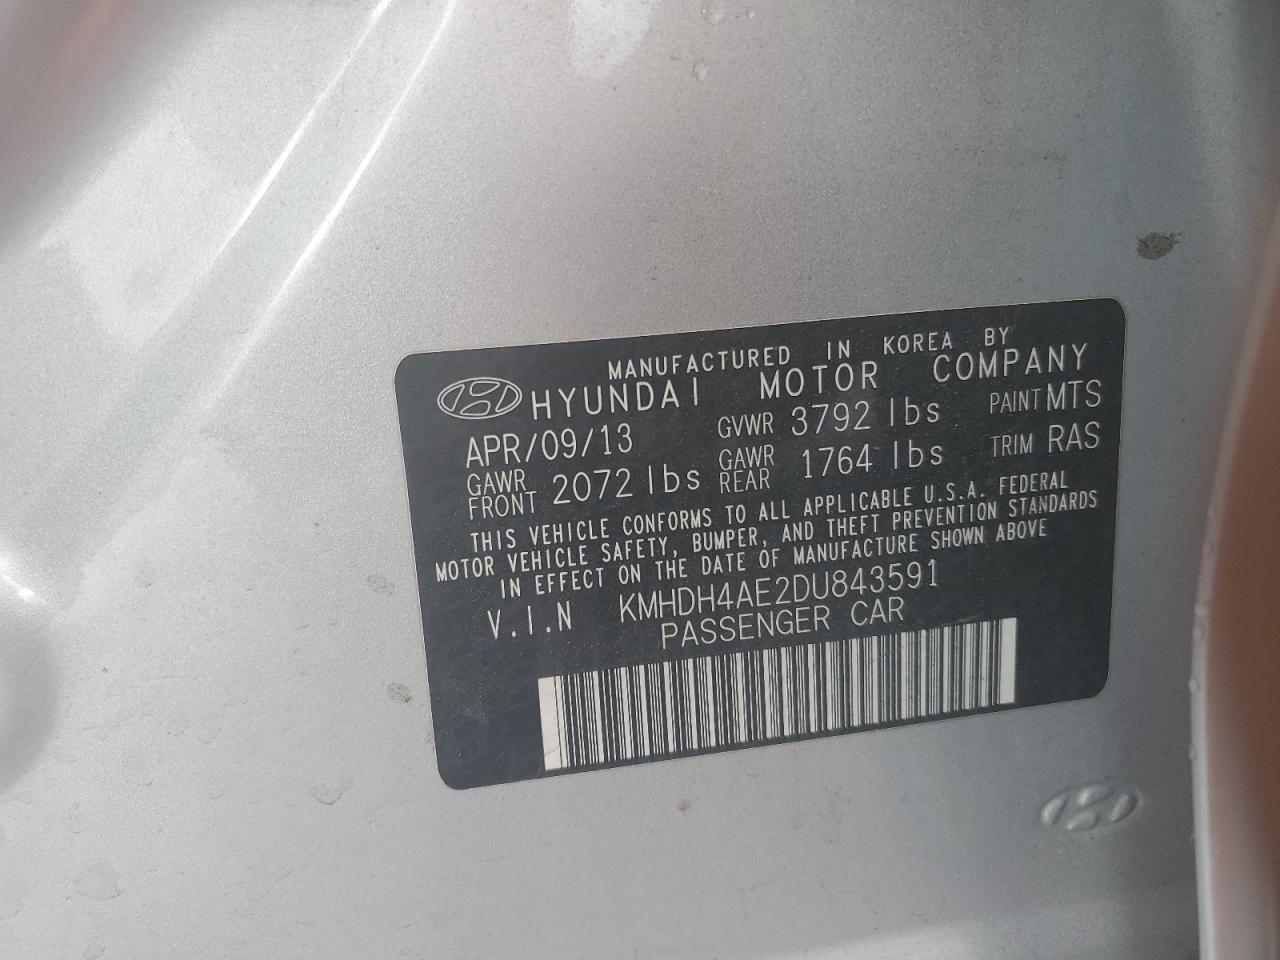 MANUFACTURED IN KOREA BY
HYUNDAI MOTOR COMPANY
APR/09/13 GVWR 3792 lbs PAINT MTS
GAWR FRONT 2072 lbs GAWR REAR 1764 lbs TRIM RAS
THIS VEHICLE CONFORMS TO ALL APPLICABLE U.S.A. FEDERAL
MOTOR VEHICLE SAFETY, BUMPER, AND THEFT PREVENTION STANDARDS
IN EFFECT ON THE DATE OF MANUFACTURE SHOWN ABOVE
V.I.N KMHDH4AE2DU843591
PASSENGER CAR